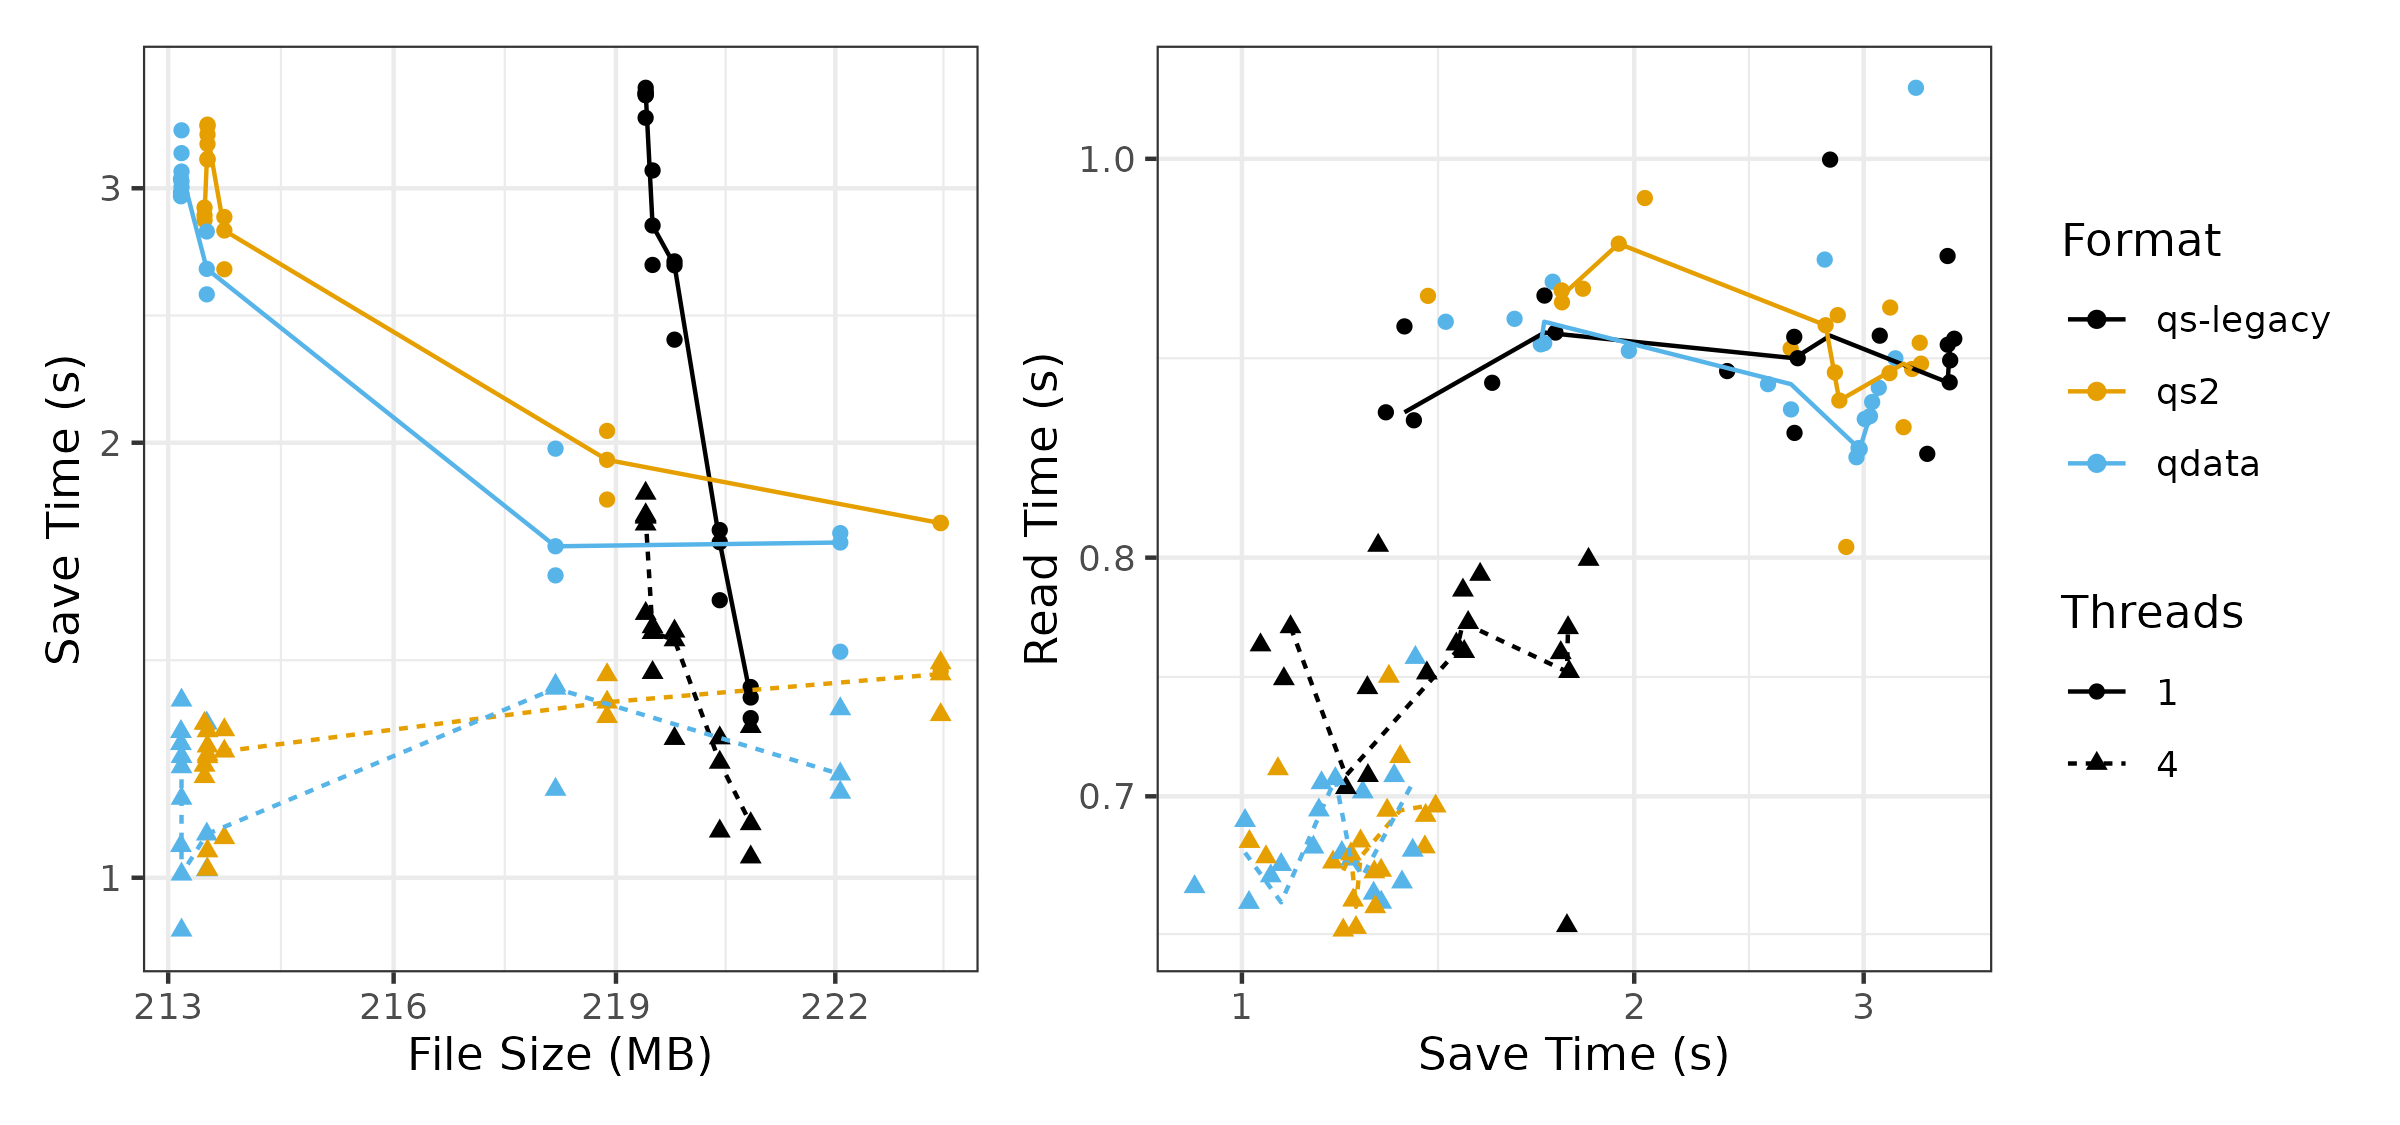 3
2
1
Save Time (s)
213 216 219 222
File Size (MB)
1.0
0.8
0.7
Read Time (s)
1 2 3
Save Time (s)
Format
qs-legacy
qs2
qdata
Threads
1
4